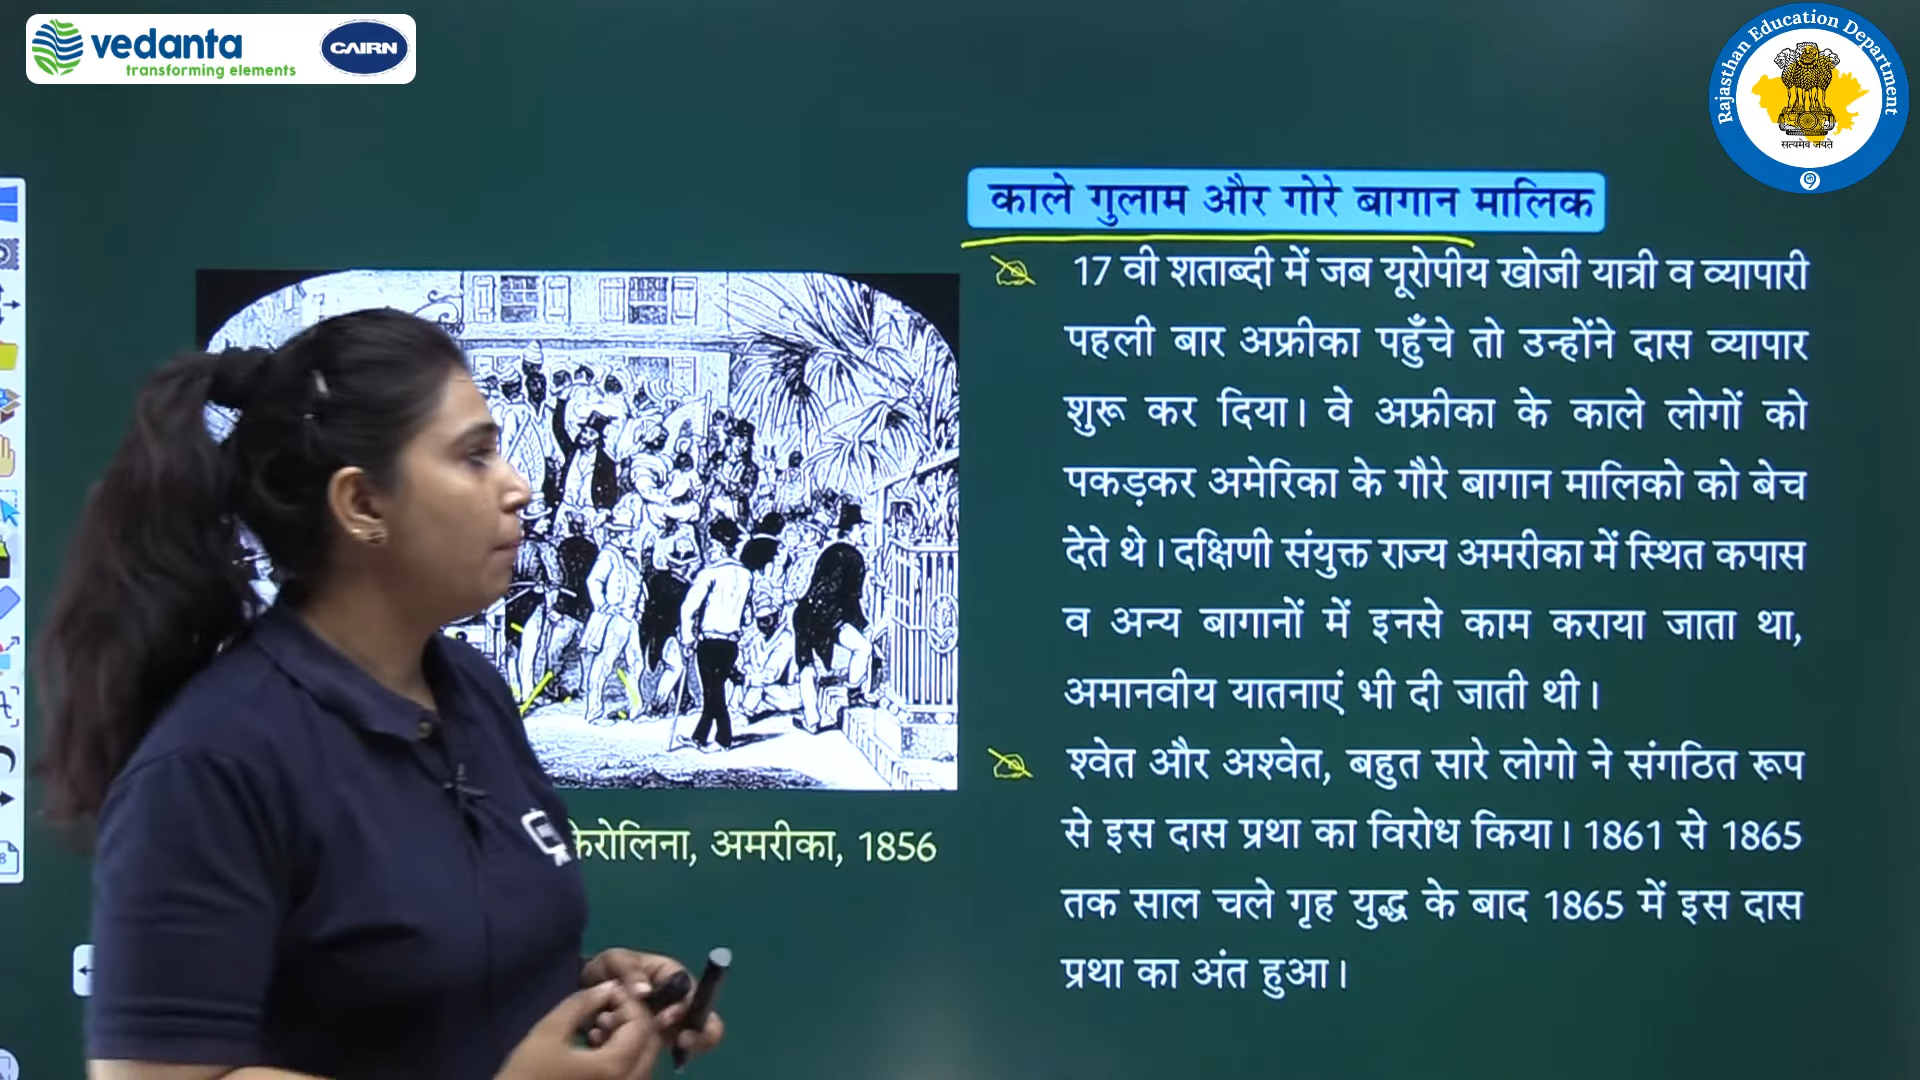 vedanta
transforming elements
CAIRN
Rajasthan Education Department
सत्यमेव जयते
काले गुलाम और गोरे बागान मालिक
17 वी शताब्दी में जब यूरोपीय खोजी यात्री व व्यापारी
पहली बार अफ्रीका पहुँचे तो उन्होंने दास व्यापार
शुरू कर दिया। वे अफ्रीका के काले लोगों को
पकड़कर अमेरिका के गौरे बागान मालिको को बेच
देते थे। दक्षिणी संयुक्त राज्य अमरीका में स्थित कपास
व अन्य बागानों में इनसे काम कराया जाता था,
अमानवीय यातनाएं भी दी जाती थी।
श्वेत और अश्वेत, बहुत सारे लोगो ने संगठित रूप
से इस दास प्रथा का विरोध किया। 1861 से 1865
तक साल चले गृह युद्ध के बाद 1865 में इस दास
प्रथा का अंत हुआ।
केरोलिना, अमरीका, 1856